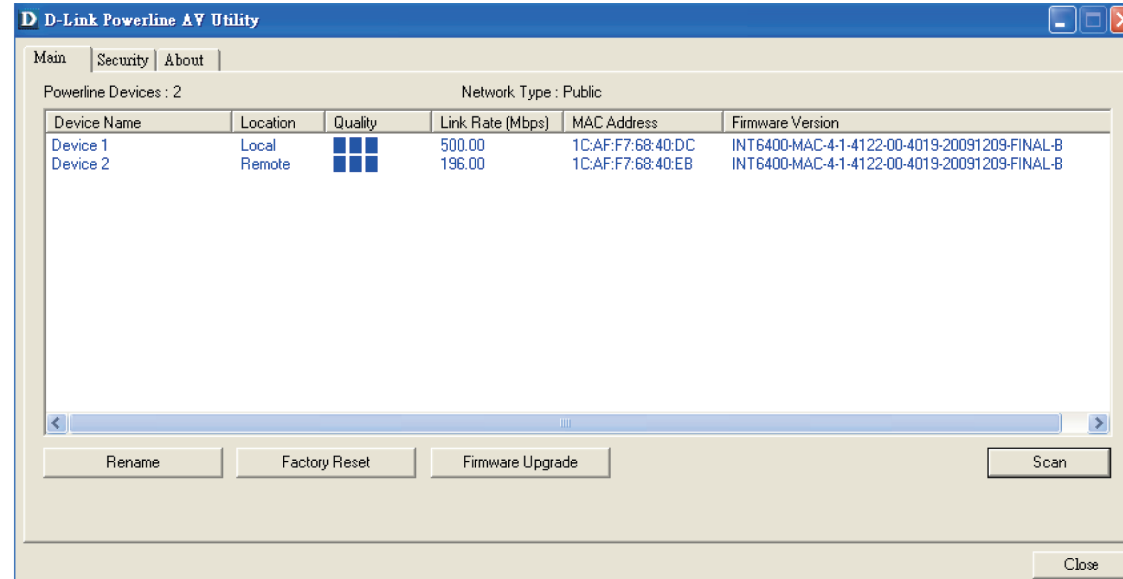 D D-Link Powerline AV Utility
Main Security About
Powerline Devices : 2 Network Type : Public
Device Name Location Quality Link Rate (Mbps) MAC Address Firmware Version
Device 1 Local 500.00 1C:AF:F7:68:40:DC INT6400-MAC-4-1-4122-00-4019-20091209-FINAL-B
Device 2 Remote 196.00 1C:AF:F7:68:40:EB INT6400-MAC-4-1-4122-00-4019-20091209-FINAL-B
Rename Factory Reset Firmware Upgrade Scan
Close